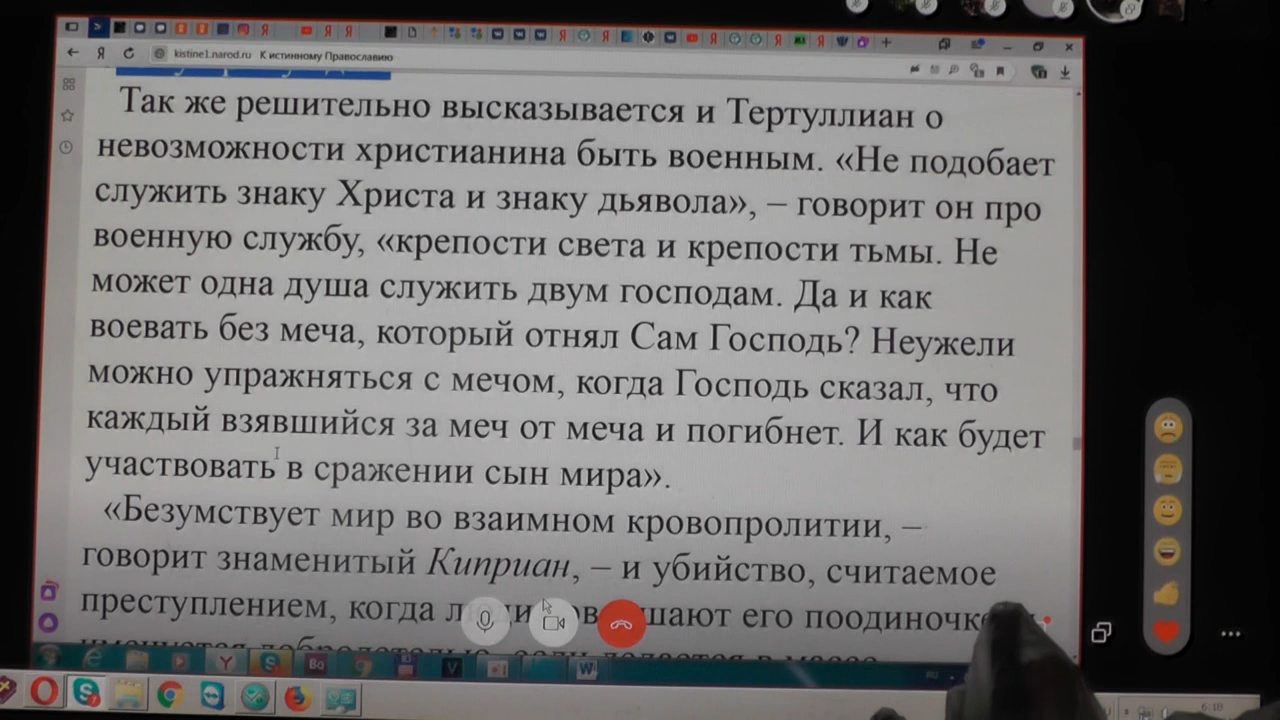 kistine1.narod.ru К истинному Православию
Так же решительно высказывается и Тертуллиан о
невозможности христианина быть военным. «Не подобает
служить знаку Христа и знаку дьявола», – говорит он про
военную службу, «крепости света и крепости тьмы. Не
может одна душа служить двум господам. Да и как
воевать без меча, который отнял Сам Господь? Неужели
можно упражняться с мечом, когда Господь сказал, что
каждый взявшийся за меч от меча и погибнет. И как будет
участвовать в сражении сын мира».
«Безумствует мир во взаимном кровопролитии, –
говорит знаменитый Киприан, – и убийство, считаемое
преступлением, когда его поодиночке
6:18